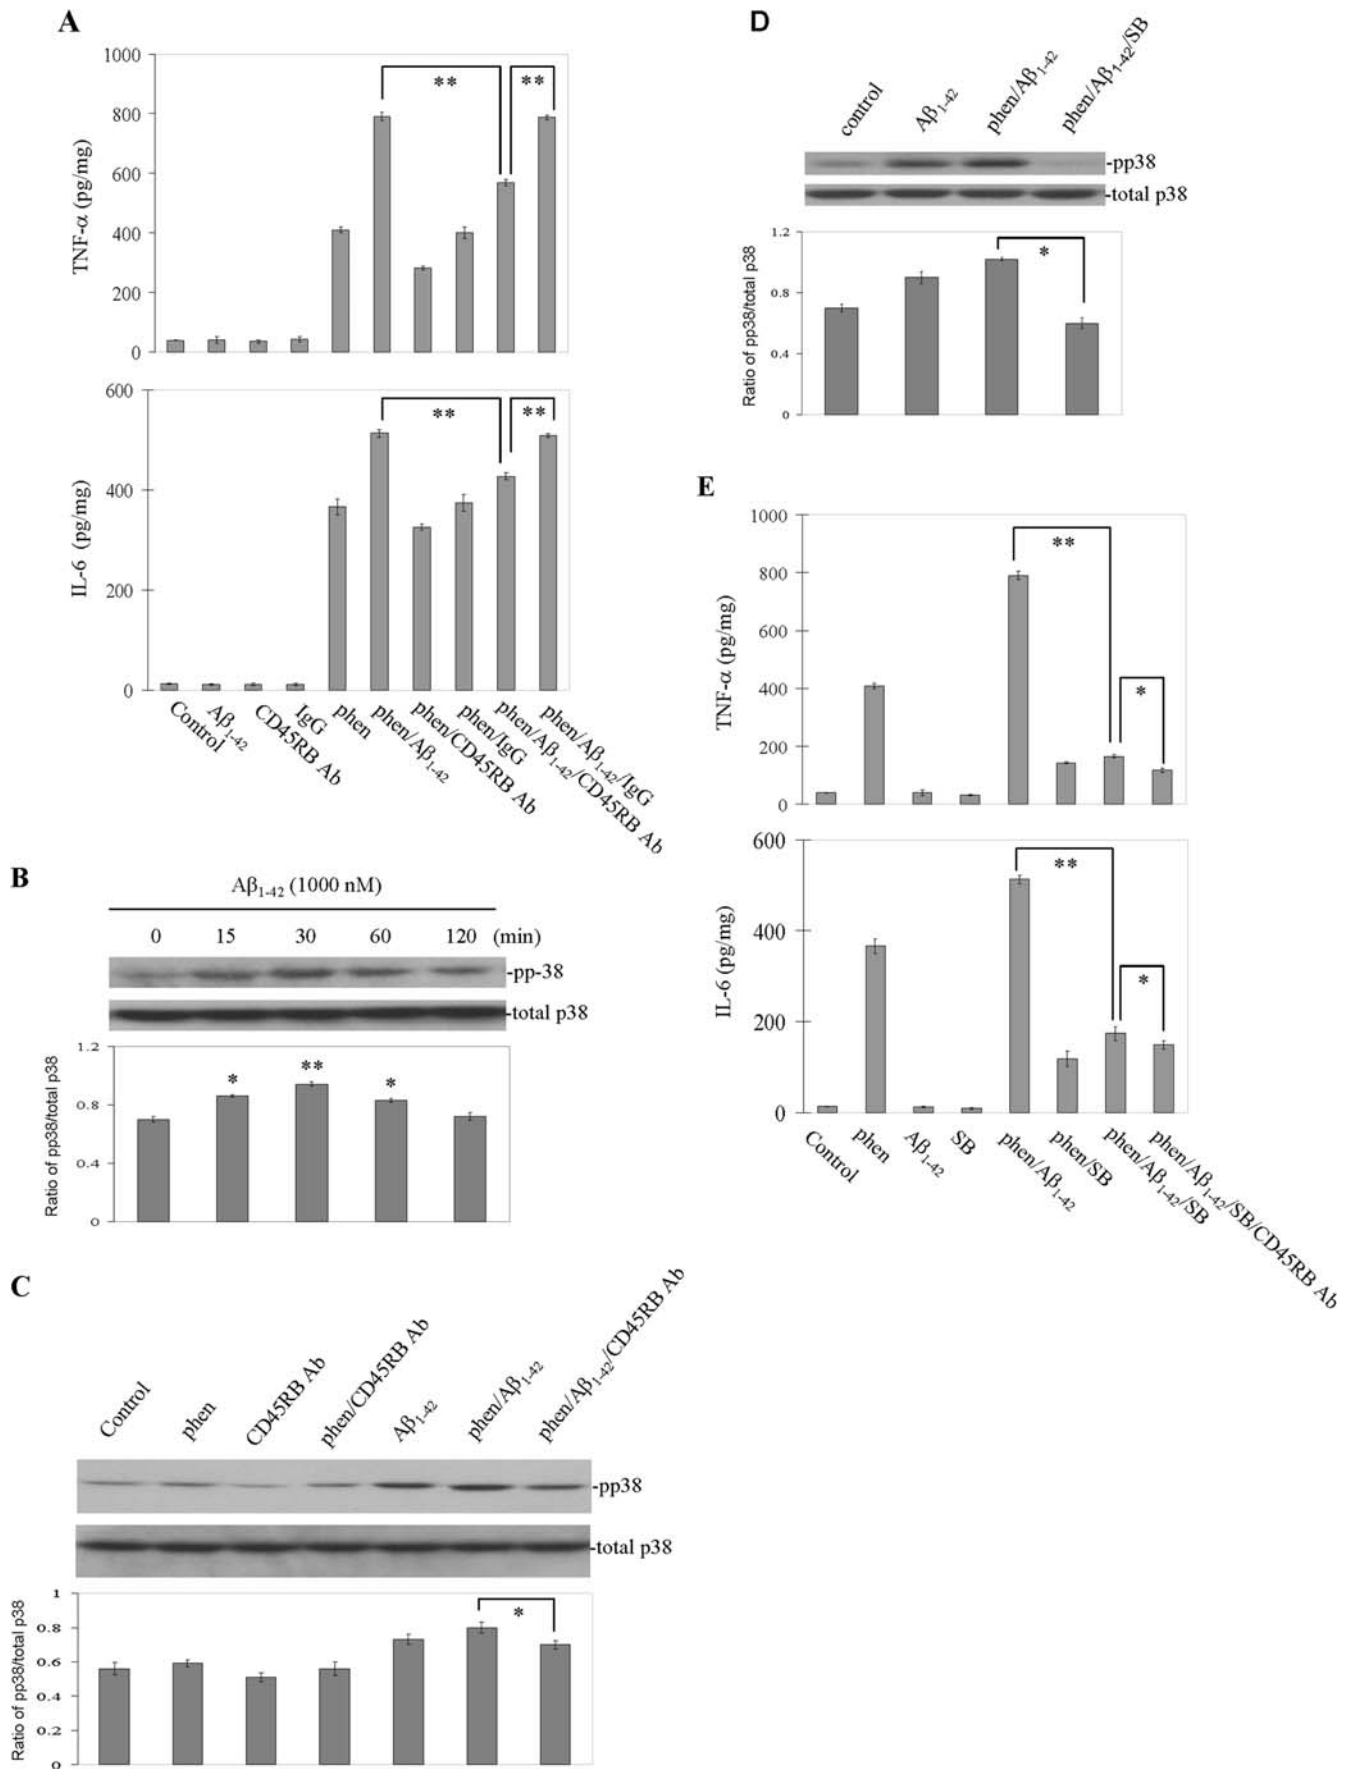 A
1000
800
600
400
200
0
TNF-α (pg/mg)
** **
600
400
200
0
IL-6 (pg/mg)
** **
Control
Aβ1-42
CD45RB Ab
IgG
phen
phen/Aβ1-42
phen/CD45RB Ab
phen/IgG
phen/Aβ1-42/CD45RB Ab
phen/Aβ1-42/IgG
B
Aβ1-42 (1000 nM)
0 15 30 60 120 (min)
-pp-38
-total p38
1.2
0.8
0.4
0
Ratio of pp38/total p38
* ** *
C
Control
phen
CD45RB Ab
phen/CD45RB Ab
Aβ1-42
phen/Aβ1-42
phen/Aβ1-42/CD45RB Ab
-pp38
-total p38
1
0.8
0.6
0.4
0.2
0
Ratio of pp38/total p38
*
D
control
Aβ1-42
phen/Aβ1-42
phen/Aβ1-42/SB
-pp38
-total p38
1.2
0.8
0.4
0
Ratio of pp38/total p38
*
E
1000
800
600
400
200
0
TNF-α (pg/mg)
**
*
600
400
200
0
IL-6 (pg/mg)
**
*
Control
phen
Aβ1-42
SB
phen/Aβ1-42
phen/SB
phen/Aβ1-42/SB
phen/Aβ1-42/SB/CD45RB Ab